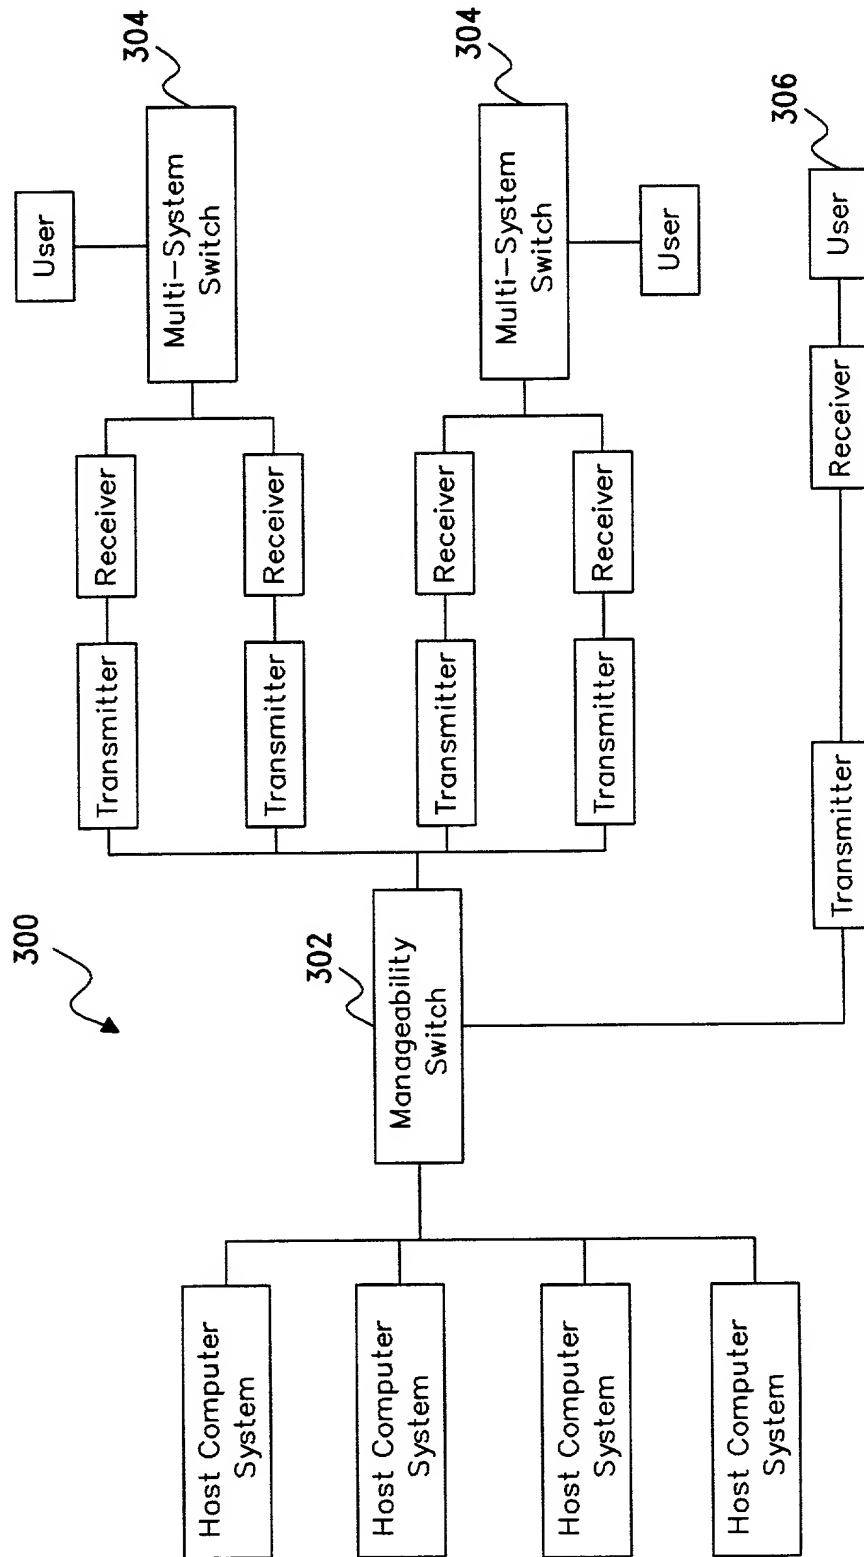 300
Host Computer
System
Host Computer
System
Host Computer
System
Host Computer
System
302
Manageability
Switch
Transmitter
Receiver
Transmitter
Receiver
User
Multi-System
Switch
304
Transmitter
Receiver
Transmitter
Receiver
Multi-System
Switch
304
User
Transmitter
Receiver
User
306